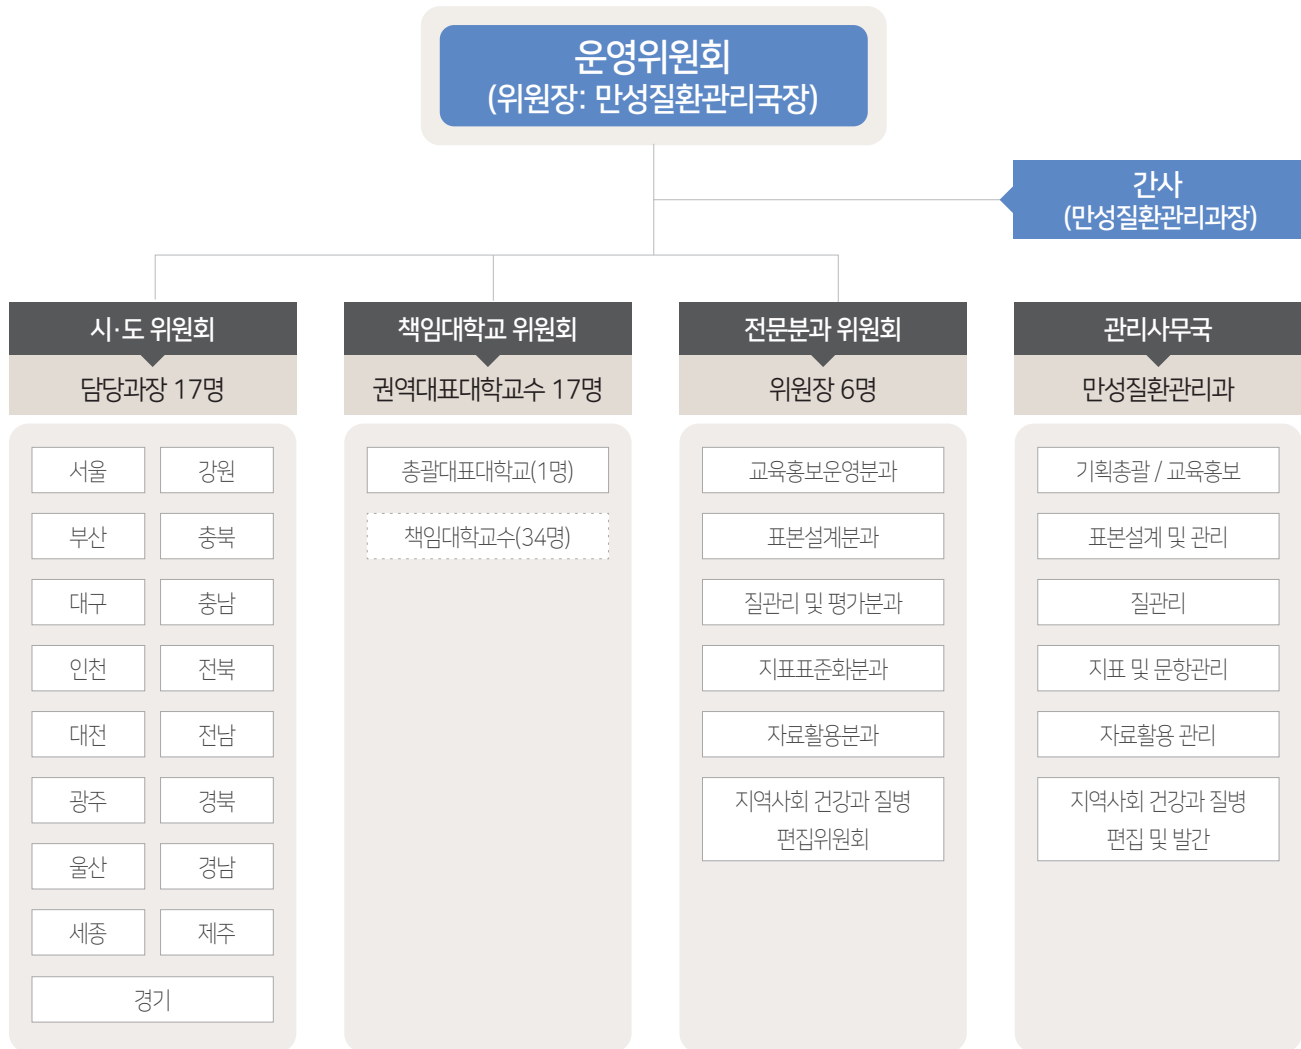 운영위원회
(위원장: 만성질환관리국장)
간사
(만성질환관리과장)
시·도 위원회
담당과장 17명
서울
강원
부산
충북
대구
충남
인천
전북
대전
전남
광주
경북
울산
경남
세종
제주
경기
책임대학교 위원회
권역대표대학교수 17명
총괄대표대학교(1명)
책임대학교수(34명)
전문분과 위원회
위원장 6명
교육홍보운영분과
표본설계분과
질관리 및 평가분과
지표표준화분과
자료활용분과
지역사회 건강과 질병
편집위원회
관리사무국
만성질환관리과
기획총괄 / 교육홍보
표본설계 및 관리
질관리
지표 및 문항관리
자료활용 관리
지역사회 건강과 질병
편집 및 발간